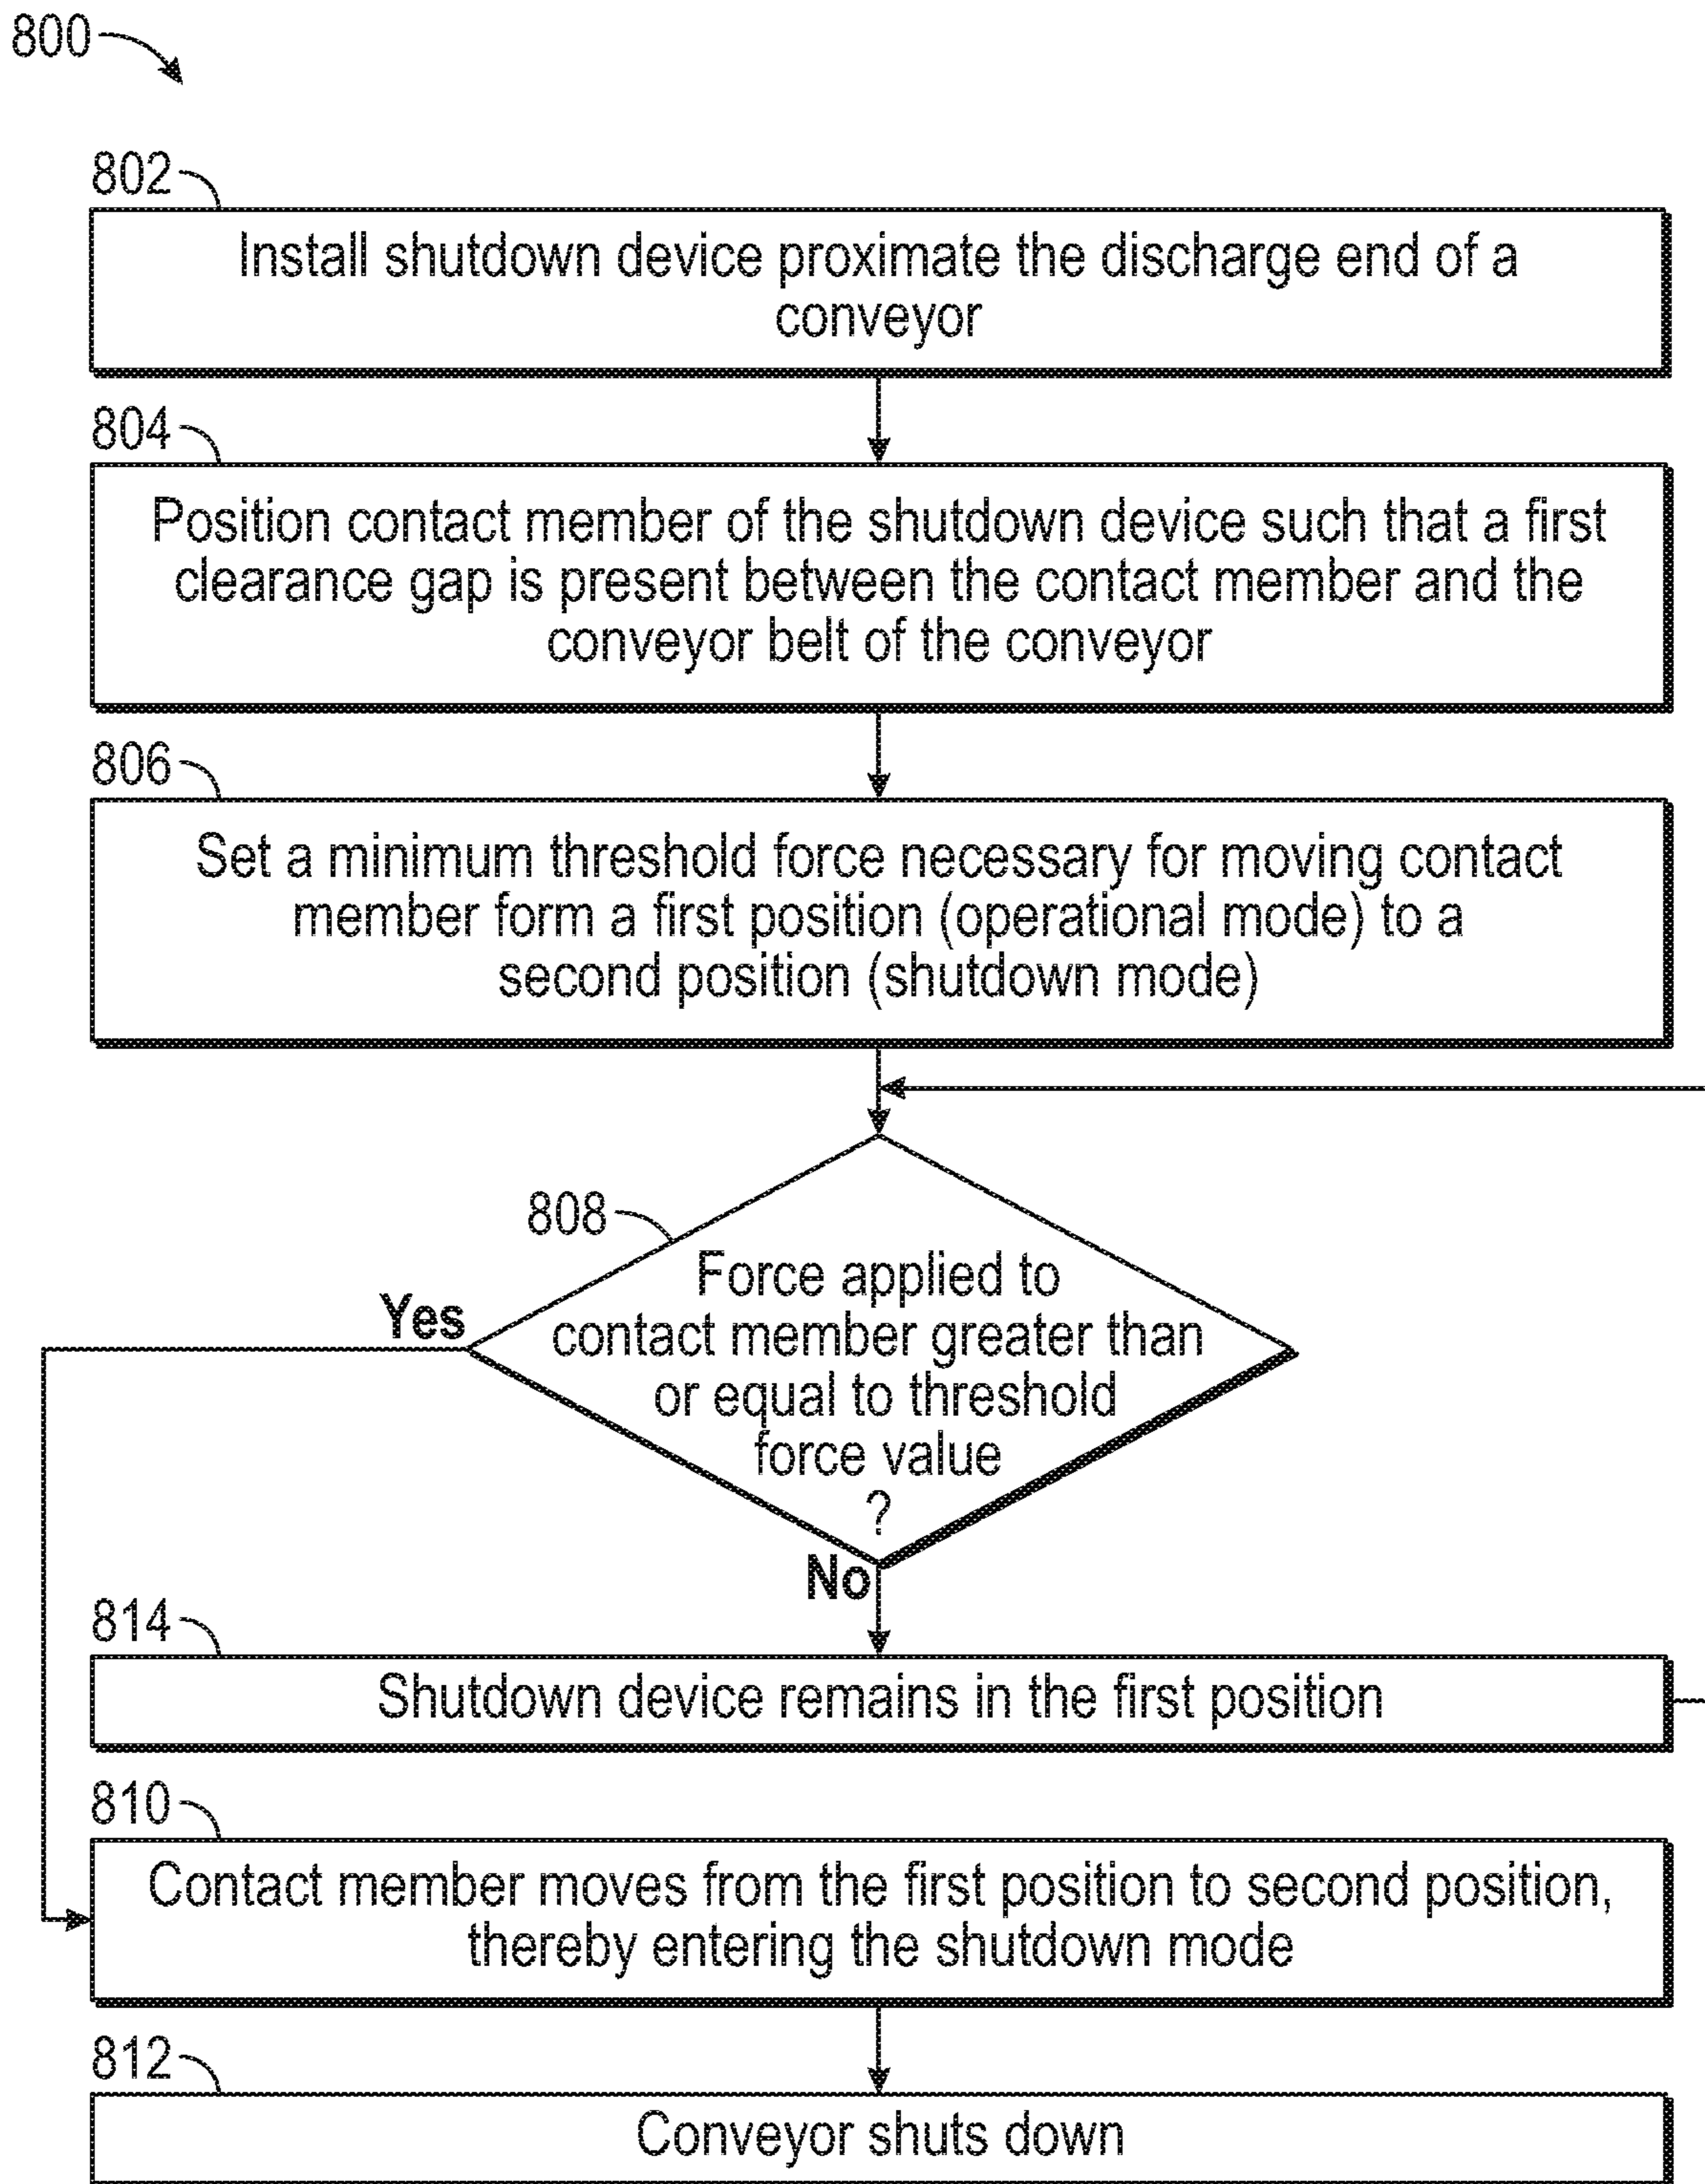 800
802
Install shutdown device proximate the discharge end of a
conveyor
804
Position contact member of the shutdown device such that a first
clearance gap is present between the contact member and the
conveyor belt of the conveyor
806
Set a minimum threshold force necessary for moving contact
member form a first position (operational mode) to a
second position (shutdown mode)
808
Force applied to
contact member greater than
or equal to threshold
force value
?
Yes
No
814
Shutdown device remains in the first position
810
Contact member moves from the first position to second position,
thereby entering the shutdown mode
812
Conveyor shuts down